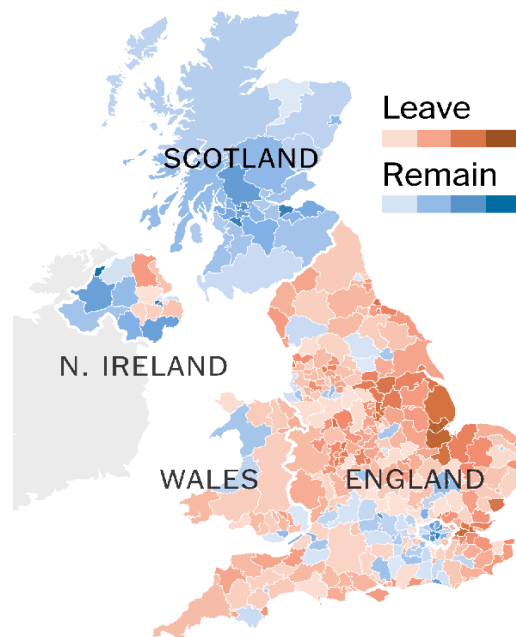 Leave
Remain
SCOTLAND
N. IRELAND
WALES
ENGLAND